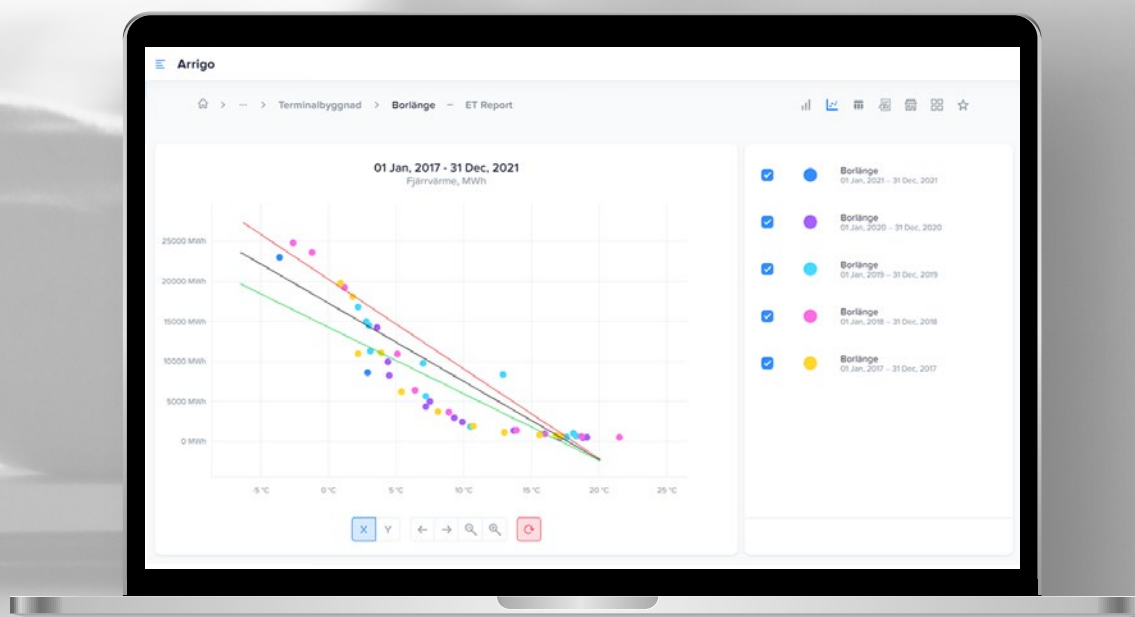 Arrigo
> ... > Terminalbyggnad > Borlänge – ET Report
01 Jan, 2017 - 31 Dec, 2021
Fjärrvärme, MWh
25000 MWh
20000 MWh
15000 MWh
10000 MWh
5000 MWh
0 MWh
-5 °C
0 °C
5 °C
10 °C
15 °C
20 °C
25 °C
X
Y
Borlänge
01 Jan, 2021 – 31 Dec, 2021
Borlänge
01 Jan, 2020 – 31 Dec, 2020
Borlänge
01 Jan, 2019 – 31 Dec, 2019
Borlänge
01 Jan, 2018 – 31 Dec, 2018
Borlänge
01 Jan, 2017 – 31 Dec, 2017